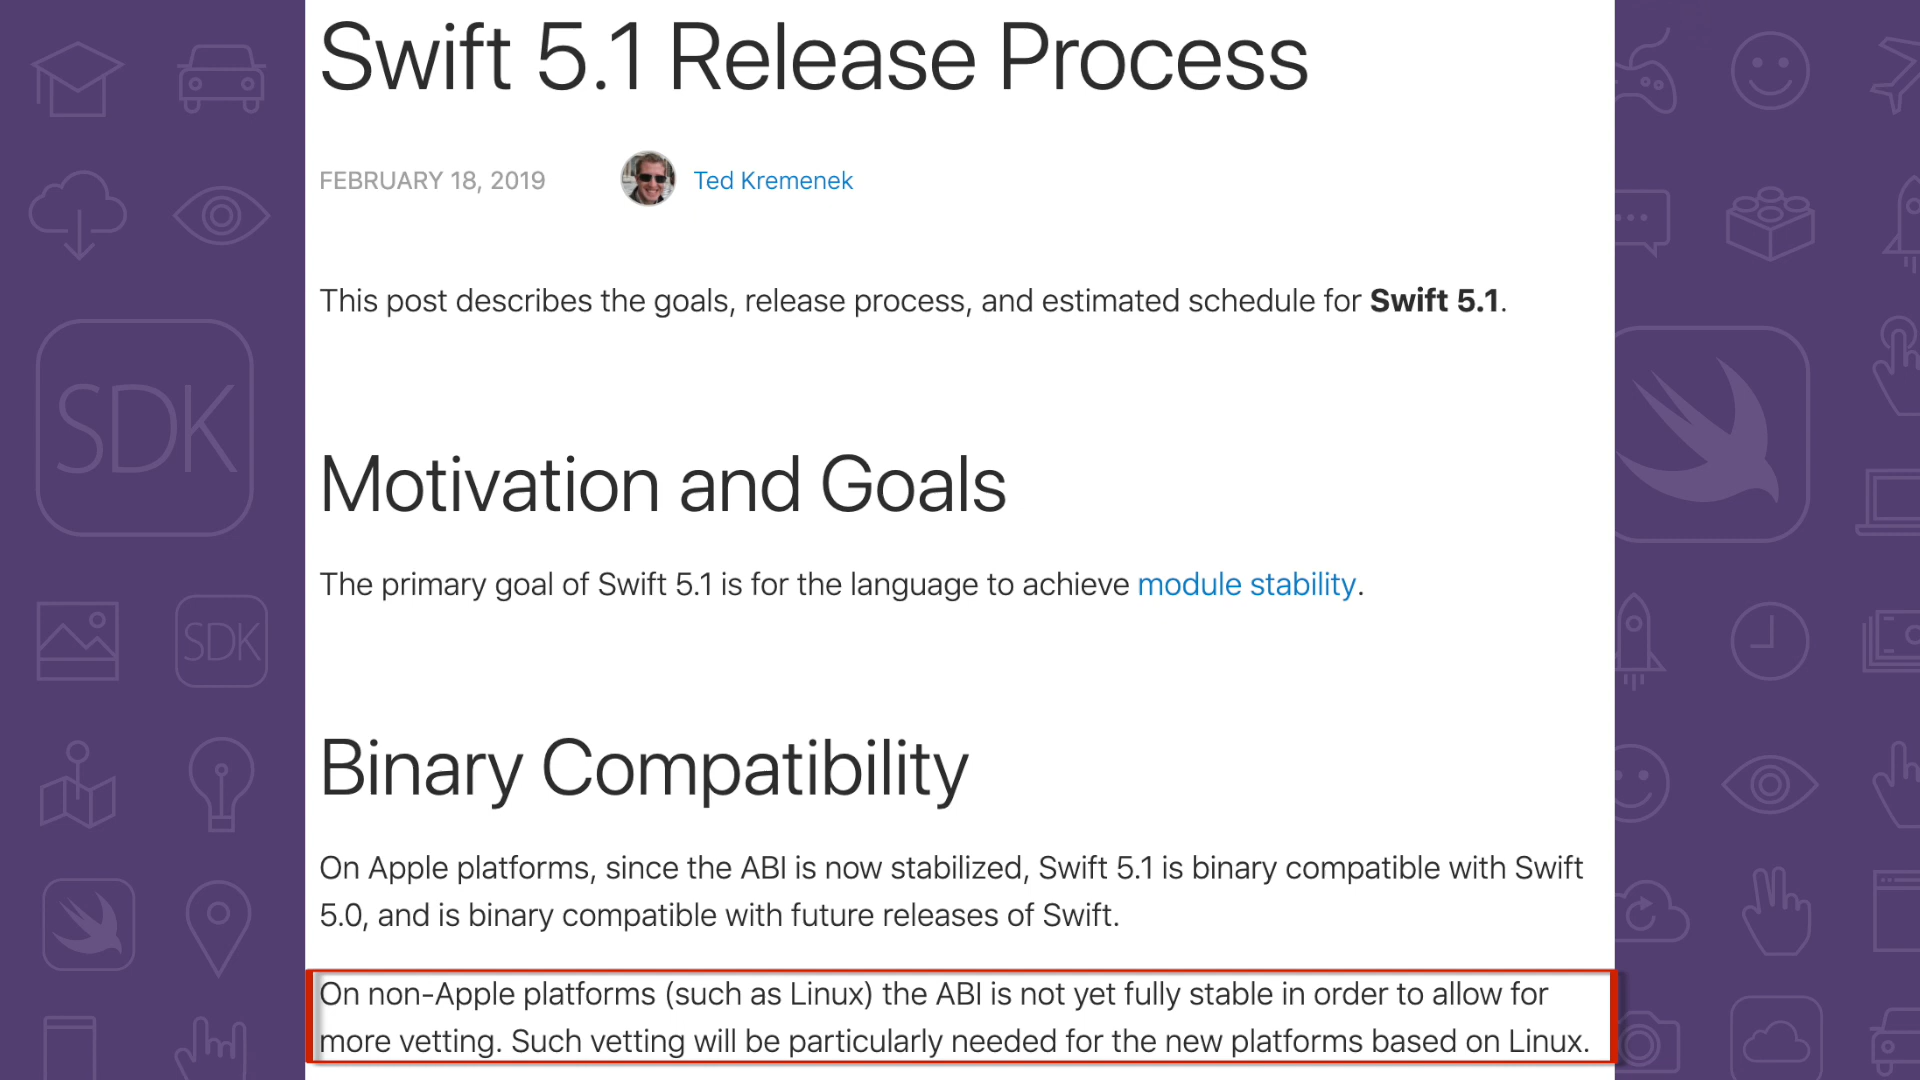 Swift 5.1 Release Process
FEBRUARY 18, 2019
Ted Kremenek
This post describes the goals, release process, and estimated schedule for Swift 5.1.
SDK
Motivation and Goals
The primary goal of Swift 5.1 is for the language to achieve module stability.
SDK
Binary Compatibility
On Apple platforms, since the ABI is now stabilized, Swift 5.1 is binary compatible with Swift
5.0, and is binary compatible with future releases of Swift.
On non-Apple platforms (such as Linux) the ABI is not yet fully stable in order to allow for
more vetting. Such vetting will be particularly needed for the new platforms based on Linux.